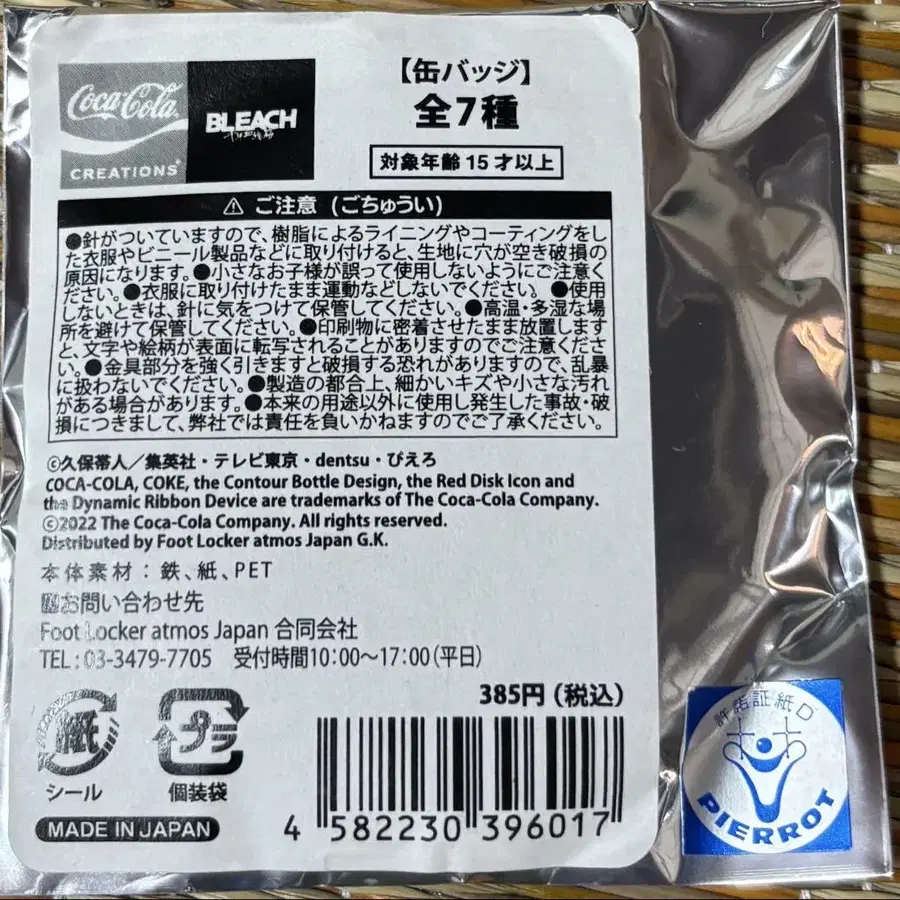 Coca-Cola
CREATIONS
BLEACH
【缶バッジ】
全7種
対象年齢15才以上
⚠ ご注意(ごちゅうい)
●針がついていますので、樹脂によるライニングやコーティングをし
た衣服やビニール製品などに取り付けると、生地に穴が空き破損の
原因になります。●小さなお子様が誤って使用しないようにご注意く
ださい。●衣服に取り付けたまま運動などしないでください。●使用
しないときは、針に気をつけて保管してください。●高温・多湿な場
所を避けて保管してください。●印刷物に密着させたまま放置します
と、文字や絵柄が表面に転写されることがありますのでご注意くださ
い。●金具部分を強く引きますと破損する恐れがありますので、乱暴
に扱わないでください。●製造の都合上、細かいキズや小さな汚れ
がある場合があります。●本来の用途以外に使用し発生した事故・破
損につきまして、弊社では責任を負いかねますのでご了承ください。
©久保帯人/集英社・テレビ東京・dentsu・ぴえろ
COCA-COLA, COKE, the Contour Bottle Design, the Red Disk Icon and
the Dynamic Ribbon Device are trademarks of The Coca-Cola Company.
©2022 The Coca-Cola Company. All rights reserved.
Distributed by Foot Locker atmos Japan G.K.
本体素材:鉄、紙、PET
お問い合わせ先
Foot Locker atmos Japan 合同会社
TEL:03-3479-7705 受付時間10:00~17:00(平日)
385円(税込)
紙
シール
プラ
個装袋
MADE IN JAPAN
4 582230 396017
許諾証紙D
PIERROT